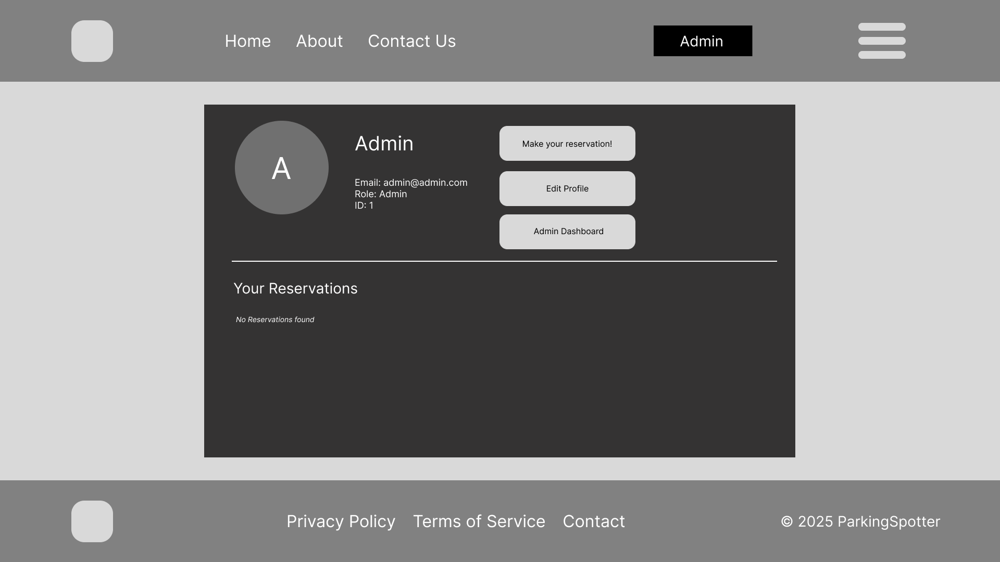 Home About Contact Us Admin
A
Admin
Email: admin@admin.com
Role: Admin
ID: 1
Make your reservation!
Edit Profile
Admin Dashboard
Your Reservations
No Reservations found
Privacy Policy Terms of Service Contact © 2025 ParkingSpotter